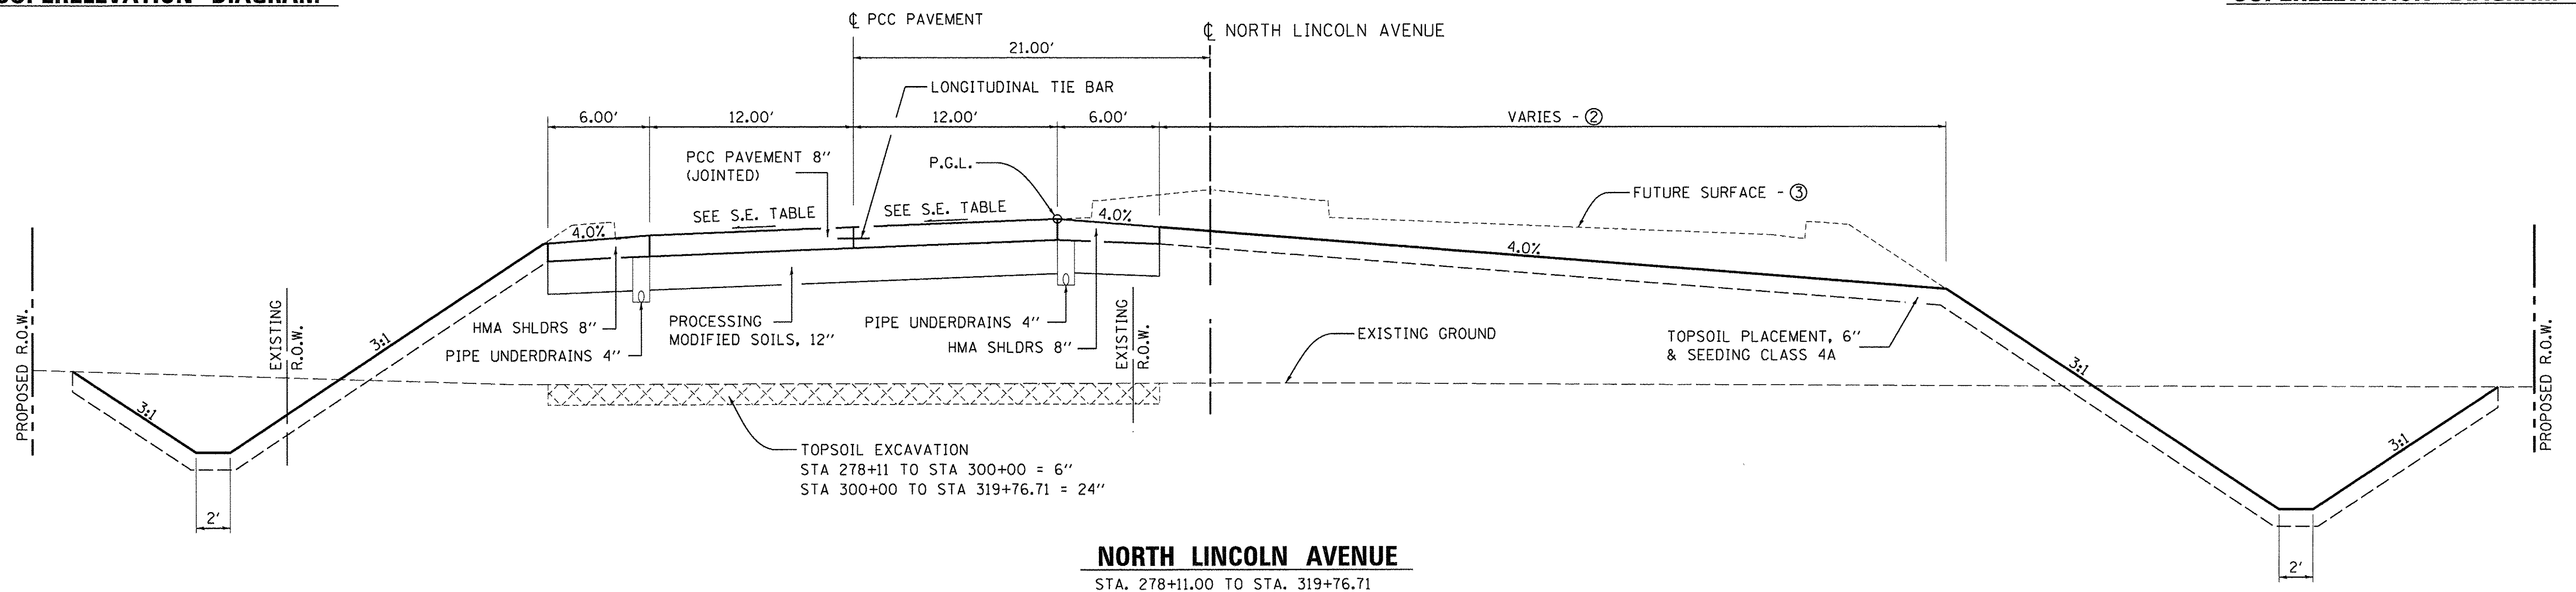 ℄ PCC PAVEMENT
℄ NORTH LINCOLN AVENUE
21.00'
LONGITUDINAL TIE BAR
6.00'
12.00'
12.00'
6.00'
VARIES - ②
PCC PAVEMENT 8"
(JOINTED)
P.G.L.
FUTURE SURFACE - ③
SEE S.E. TABLE
SEE S.E. TABLE
4.0%
4.0%
4.0%
PROPOSED R.O.W.
EXISTING
R.O.W.
3:1
3:1
HMA SHLDRS 8"
PIPE UNDERDRAINS 4"
PROCESSING
MODIFIED SOILS, 12"
PIPE UNDERDRAINS 4"
HMA SHLDRS 8"
EXISTING
R.O.W.
EXISTING GROUND
TOPSOIL PLACEMENT, 6"
& SEEDING CLASS 4A
3:1
3:1
PROPOSED R.O.W.
TOPSOIL EXCAVATION
STA 278+11 TO STA 300+00 = 6"
STA 300+00 TO STA 319+76.71 = 24"
2'
2'
NORTH LINCOLN AVENUE
STA. 278+11.00 TO STA. 319+76.71